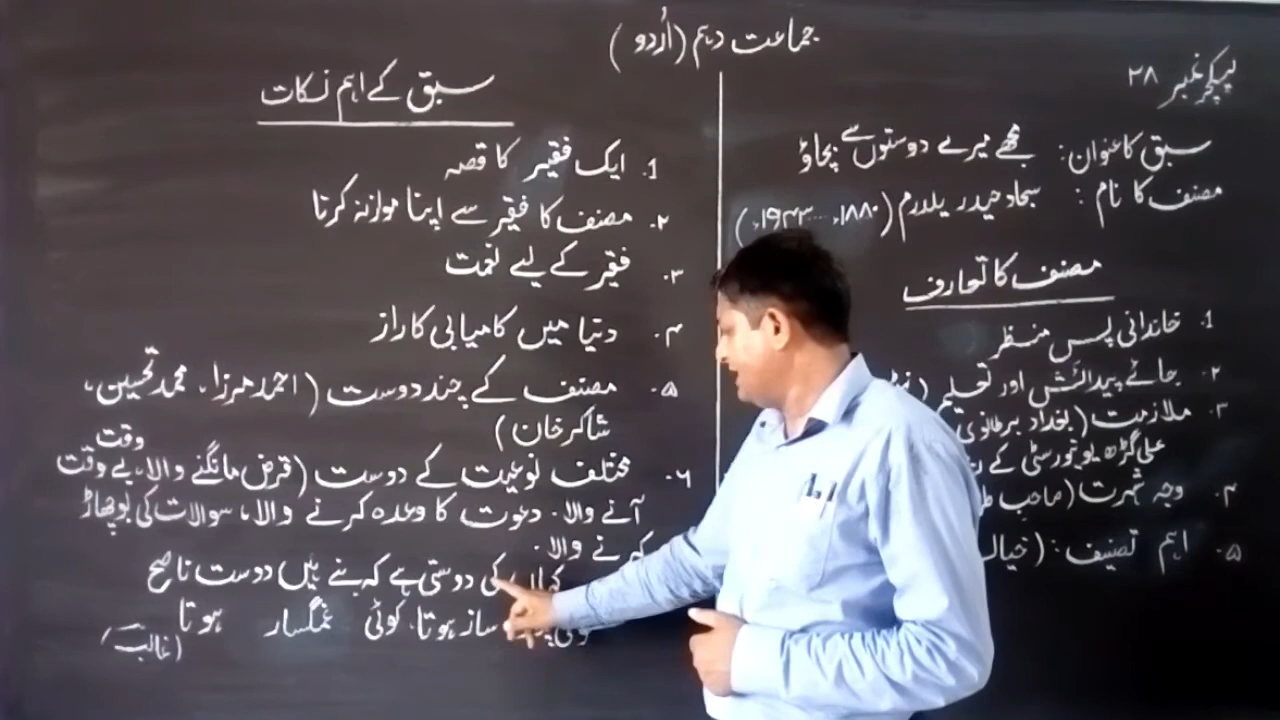 جماعت دہم (اُردو)
لیکچر نمبر ۲۸
سبق کا عنوان: مجھے میرے دوستوں سے بچاؤ
مصنف کا نام: سجاد حیدر یلدرم (۱۸۸۰ء....۱۹۴۳ء)
مصنف کا تعارف
۱. خاندانی پس منظر
۲. جائے پیدائش اور تعلیم (
۳. ملازمت (بغداد برطانوی
علی گڑھ یونیورسٹی کے
۴. وجہ شہرت (صاحب
۵. اہم تصنیف: (
سبق کے اہم نکات
۱. ایک فقیر کا قصہ
۲. مصنف کا فقیر سے اپنا موازنہ کرنا
۳. فقیر کے لیے نعمت
۴. دنیا میں کامیابی کا راز
۵. مصنف کے چند دوست (احمد مرزا، محمد تحسین،
شاکر خان)
۶. مختلف نوعیت کے دوست (قرض مانگنے والا، بے وقت وقت
آنے والا۔ دعوت کا وعدہ کرنے والا، سوالات کی بوچھاڑ
کرنے والا۔
کی دوستی ہے کہ بنے ہیں دوست ناصح
ساز ہوتا، کوئی غمگسار ہوتا
(غالب)